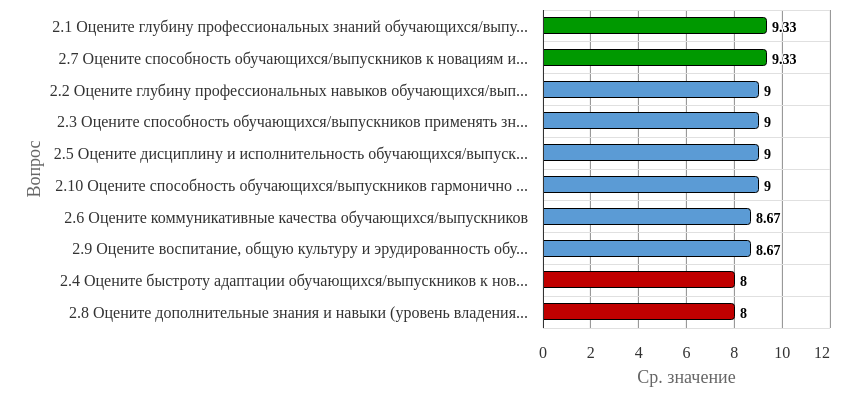 2.1 Оцените глубину профессиональных знаний обучающихся/выпу... 9.33
2.7 Оцените способность обучающихся/выпускников к новациям и... 9.33
2.2 Оцените глубину профессиональных навыков обучающихся/вып... 9
2.3 Оцените способность обучающихся/выпускников применять зн... 9
2.5 Оцените дисциплину и исполнительность обучающихся/выпуск... 9
2.10 Оцените способность обучающихся/выпускников гармонично ... 9
2.6 Оцените коммуникативные качества обучающихся/выпускников 8.67
2.9 Оцените воспитание, общую культуру и эрудированность обу... 8.67
2.4 Оцените быстроту адаптации обучающихся/выпускников к нов... 8
2.8 Оцените дополнительные знания и навыки (уровень владения... 8
Вопрос
0 2 4 6 8 10 12
Ср. значение